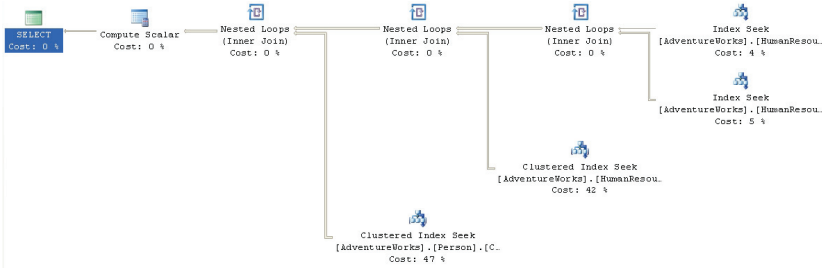 SELECT
Cost: 0 %
Compute Scalar
Cost: 0 %
Nested Loops
(Inner Join)
Cost: 0 %
Nested Loops
(Inner Join)
Cost: 0 %
Nested Loops
(Inner Join)
Cost: 0 %
Index Seek
[AdventureWorks].[HumanResou…
Cost: 4 %
Index Seek
[AdventureWorks].[HumanResou…
Cost: 5 %
Clustered Index Seek
[AdventureWorks].[HumanResou…
Cost: 42 %
Clustered Index Seek
[AdventureWorks].[Person].[C…
Cost: 47 %